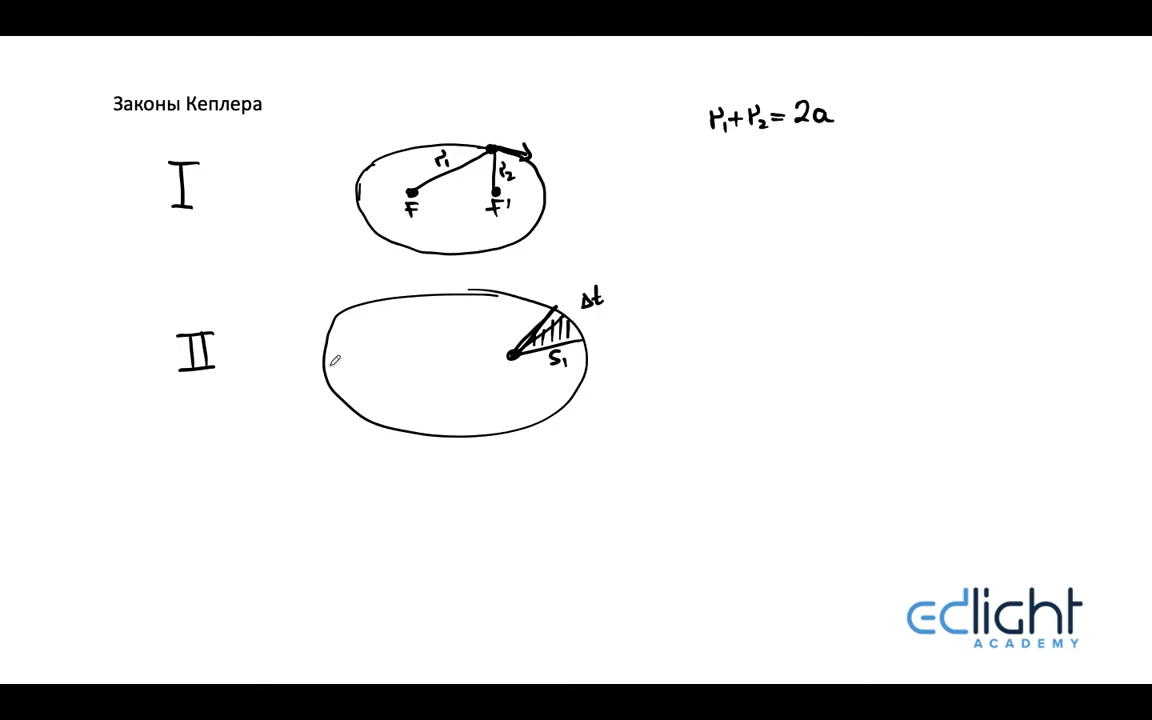 Законы Кеплера
r₁+r₂=2a
I
r₁
r₂
F
F'
II
Δt
S₁
edlight
ACADEMY